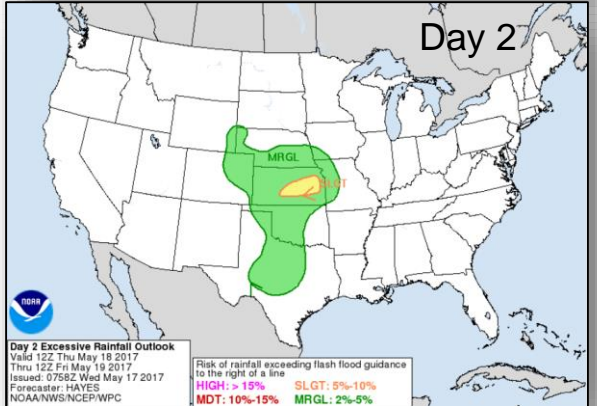 Day 2
MRGL
SLGT
NOAA
Day 2 Excessive Rainfall Outlook
Valid 12Z Thu May 18 2017
Thru 12Z Fri May 19 2017
Issued: 0758Z Wed May 17 2017
Forecaster: HAYES
NOAA/NWS/NCEP/WPC
Risk of rainfall exceeding flash flood guidance
to the right of a line
HIGH: > 15% SLGT: 5%-10%
MDT: 10%-15% MRGL: 2%-5%